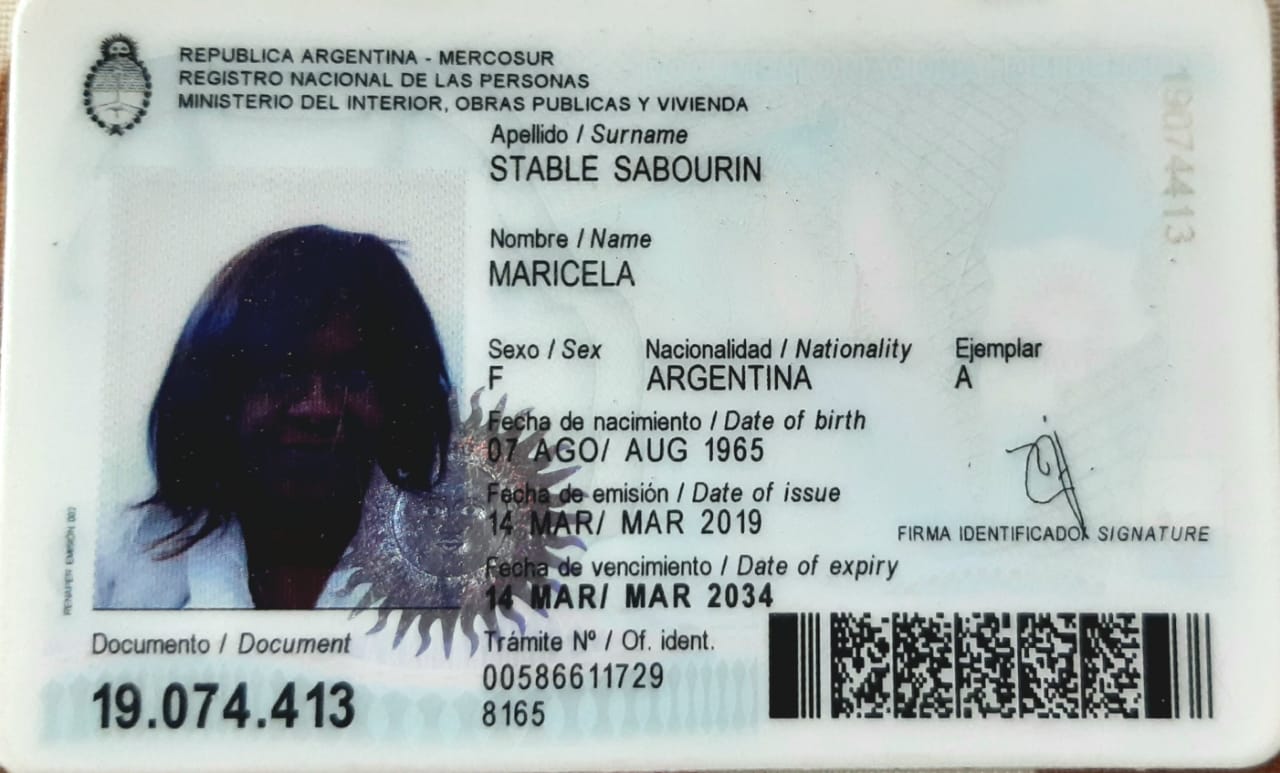 REPUBLICA ARGENTINA - MERCOSUR
REGISTRO NACIONAL DE LAS PERSONAS
MINISTERIO DEL INTERIOR, OBRAS PUBLICAS Y VIVIENDA
Apellido / Surname
STABLE SABOURIN
Nombre / Name
MARICELA
Sexo / Sex Nacionalidad / Nationality Ejemplar
F ARGENTINA A
Fecha de nacimiento / Date of birth
07 AGO/ AUG 1965
Fecha de emisión / Date of issue
14 MAR/ MAR 2019
FIRMA IDENTIFICADO/ SIGNATURE
Fecha de vencimiento / Date of expiry
14 MAR/ MAR 2034
Documento / Document
19.074.413
Trámite Nº / Of. ident.
00586611729
8165
19074413
RENAPER EMISIÓN